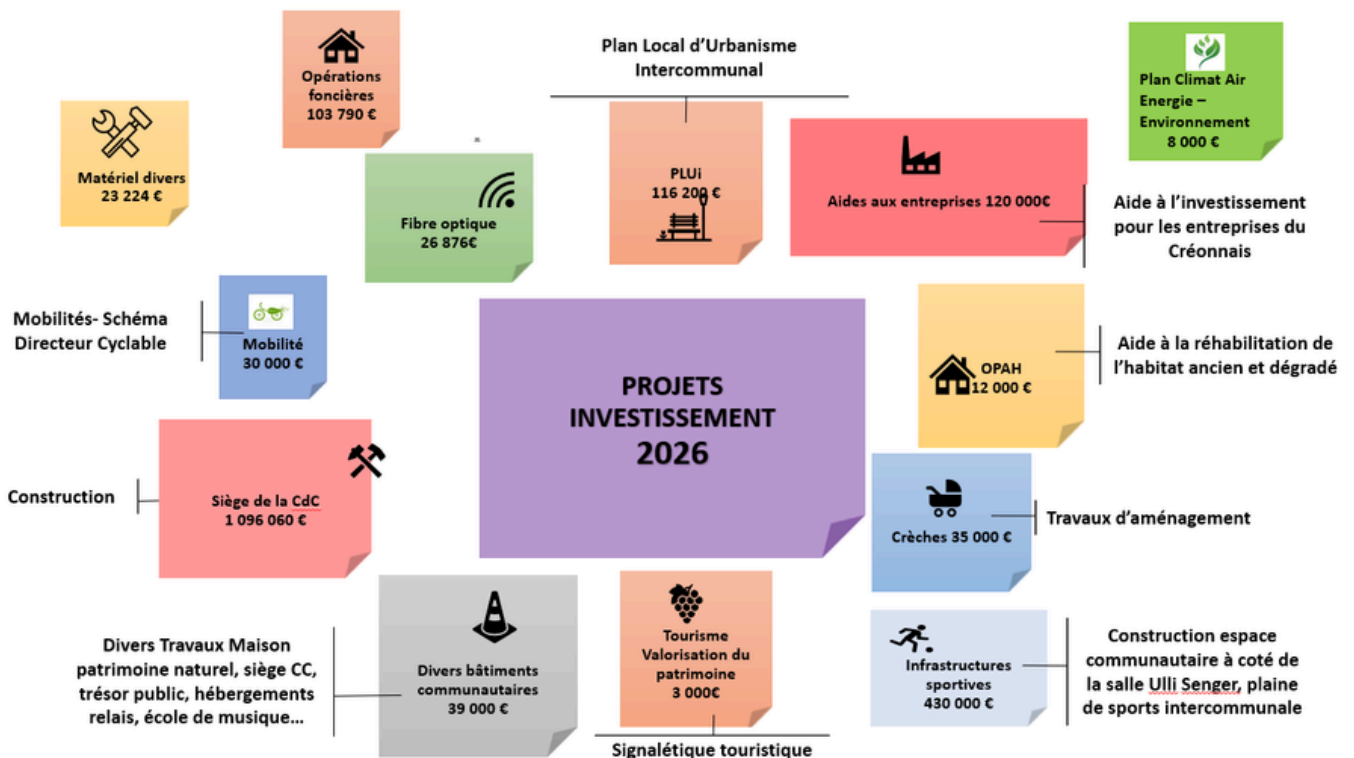 Opérations
foncières
103 790 €
Plan Local d'Urbanisme
Intercommunal
Plan Climat Air
Energie –
Environnement
8 000 €
Matériel divers
23 224 €
Fibre optique
26 876€
PLUi
116 200 €
Aides aux entreprises 120 000€
Aide à l'investissement
pour les entreprises du
Créonnais
Mobilités- Schéma
Directeur Cyclable
Mobilité
30 000 €
PROJETS
INVESTISSEMENT
2026
OPAH
12 000 €
Aide à la réhabilitation de
l'habitat ancien et dégradé
Construction
Siège de la CdC
1 096 060 €
Crèches 35 000 €
Travaux d'aménagement
Divers Travaux Maison
patrimoine naturel, siège CC,
trésor public, hébergements
relais, école de musique...
Divers bâtiments
communautaires
39 000 €
Tourisme
Valorisation du
patrimoine
3 000€
Signalétique touristique
Infrastructures
sportives
430 000 €
Construction espace
communautaire à coté de
la salle Ulli Senger, plaine
de sports intercommunale